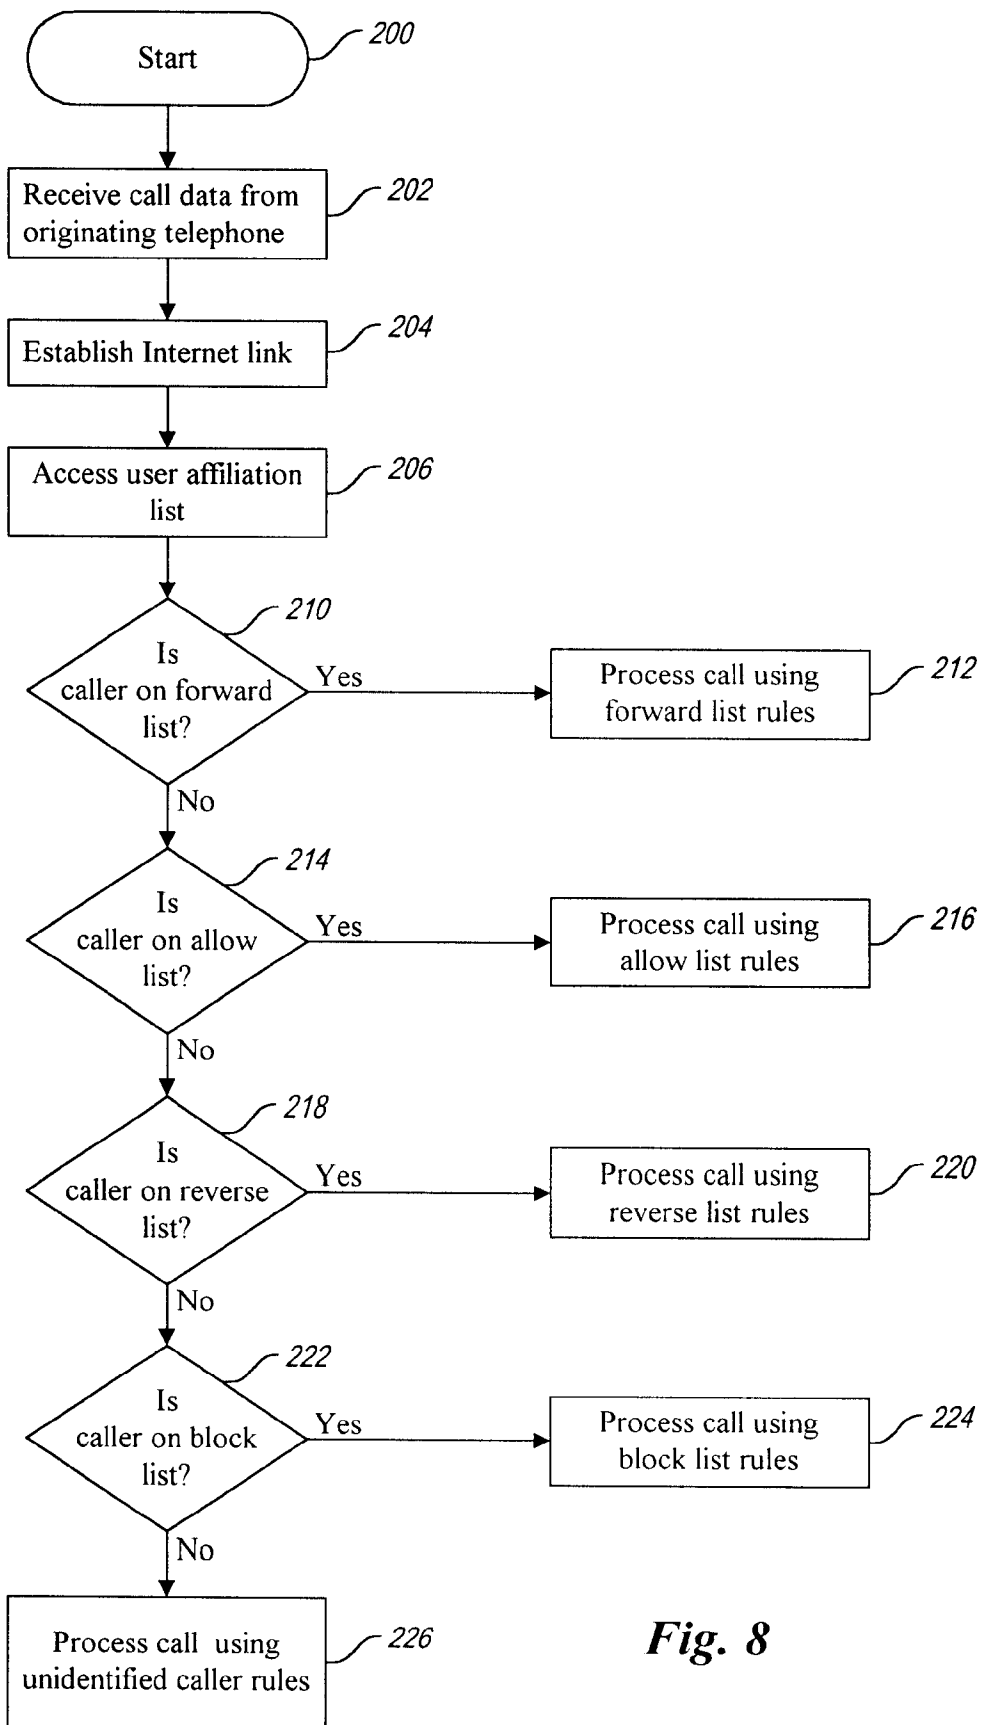 Start
200
Receive call data from
originating telephone
202
Establish Internet link
204
Access user affiliation
list
206
210
Is
caller on forward
list?
Yes
Process call using
forward list rules
212
No
214
Is
caller on allow
list?
Yes
Process call using
allow list rules
216
No
218
Is
caller on reverse
list?
Yes
Process call using
reverse list rules
220
No
222
Is
caller on block
list?
Yes
Process call using
block list rules
224
No
Process call using
unidentified caller rules
226
Fig. 8